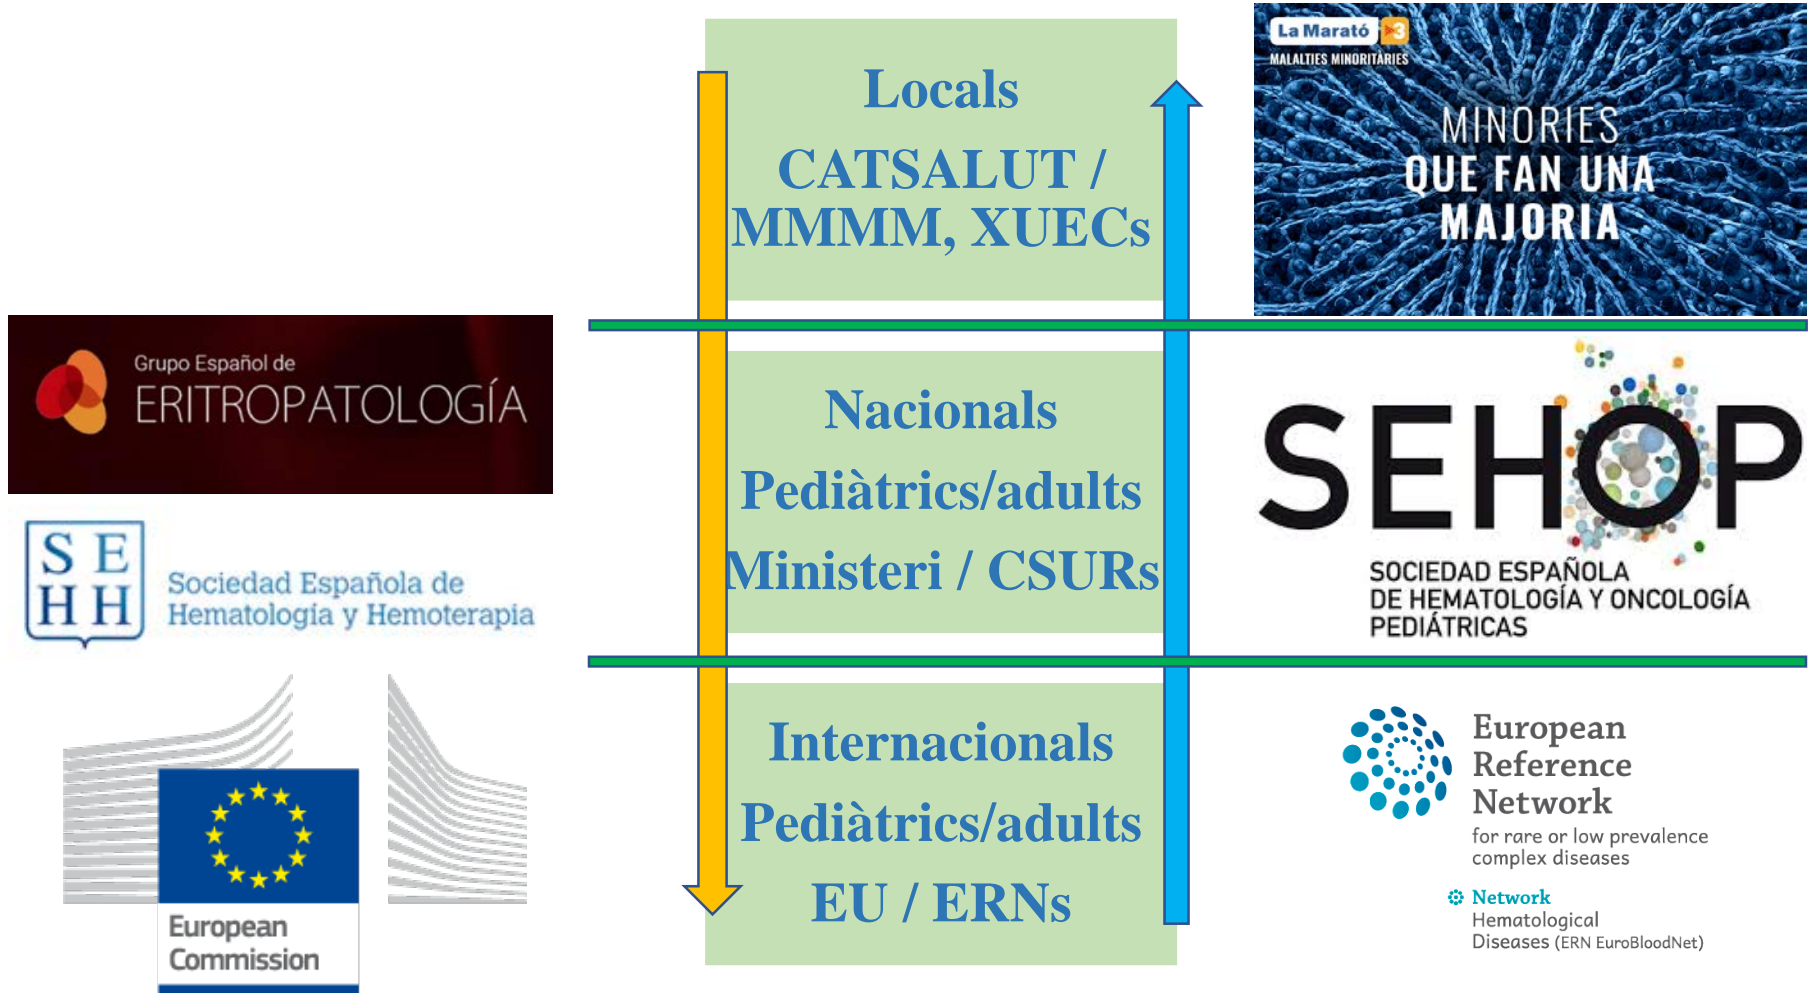 Locals
CATSALUT /
MMMM, XUECs
La Marató 3
MALALTIES MINORITÀRIES
MINORIES
QUE FAN UNA
MAJORIA
Grupo Español de
ERITROPATOLOGÍA
S E
H H
Sociedad Española de
Hematología y Hemoterapia
Nacionals
Pediàtrics/adults
Ministeri / CSURs
SEHOP
SOCIEDAD ESPAÑOLA
DE HEMATOLOGÍA Y ONCOLOGÍA
PEDIÁTRICAS
European
Commission
Internacionals
Pediàtrics/adults
EU / ERNs
European
Reference
Network
for rare or low prevalence
complex diseases
Network
Hematological
Diseases (ERN EuroBloodNet)